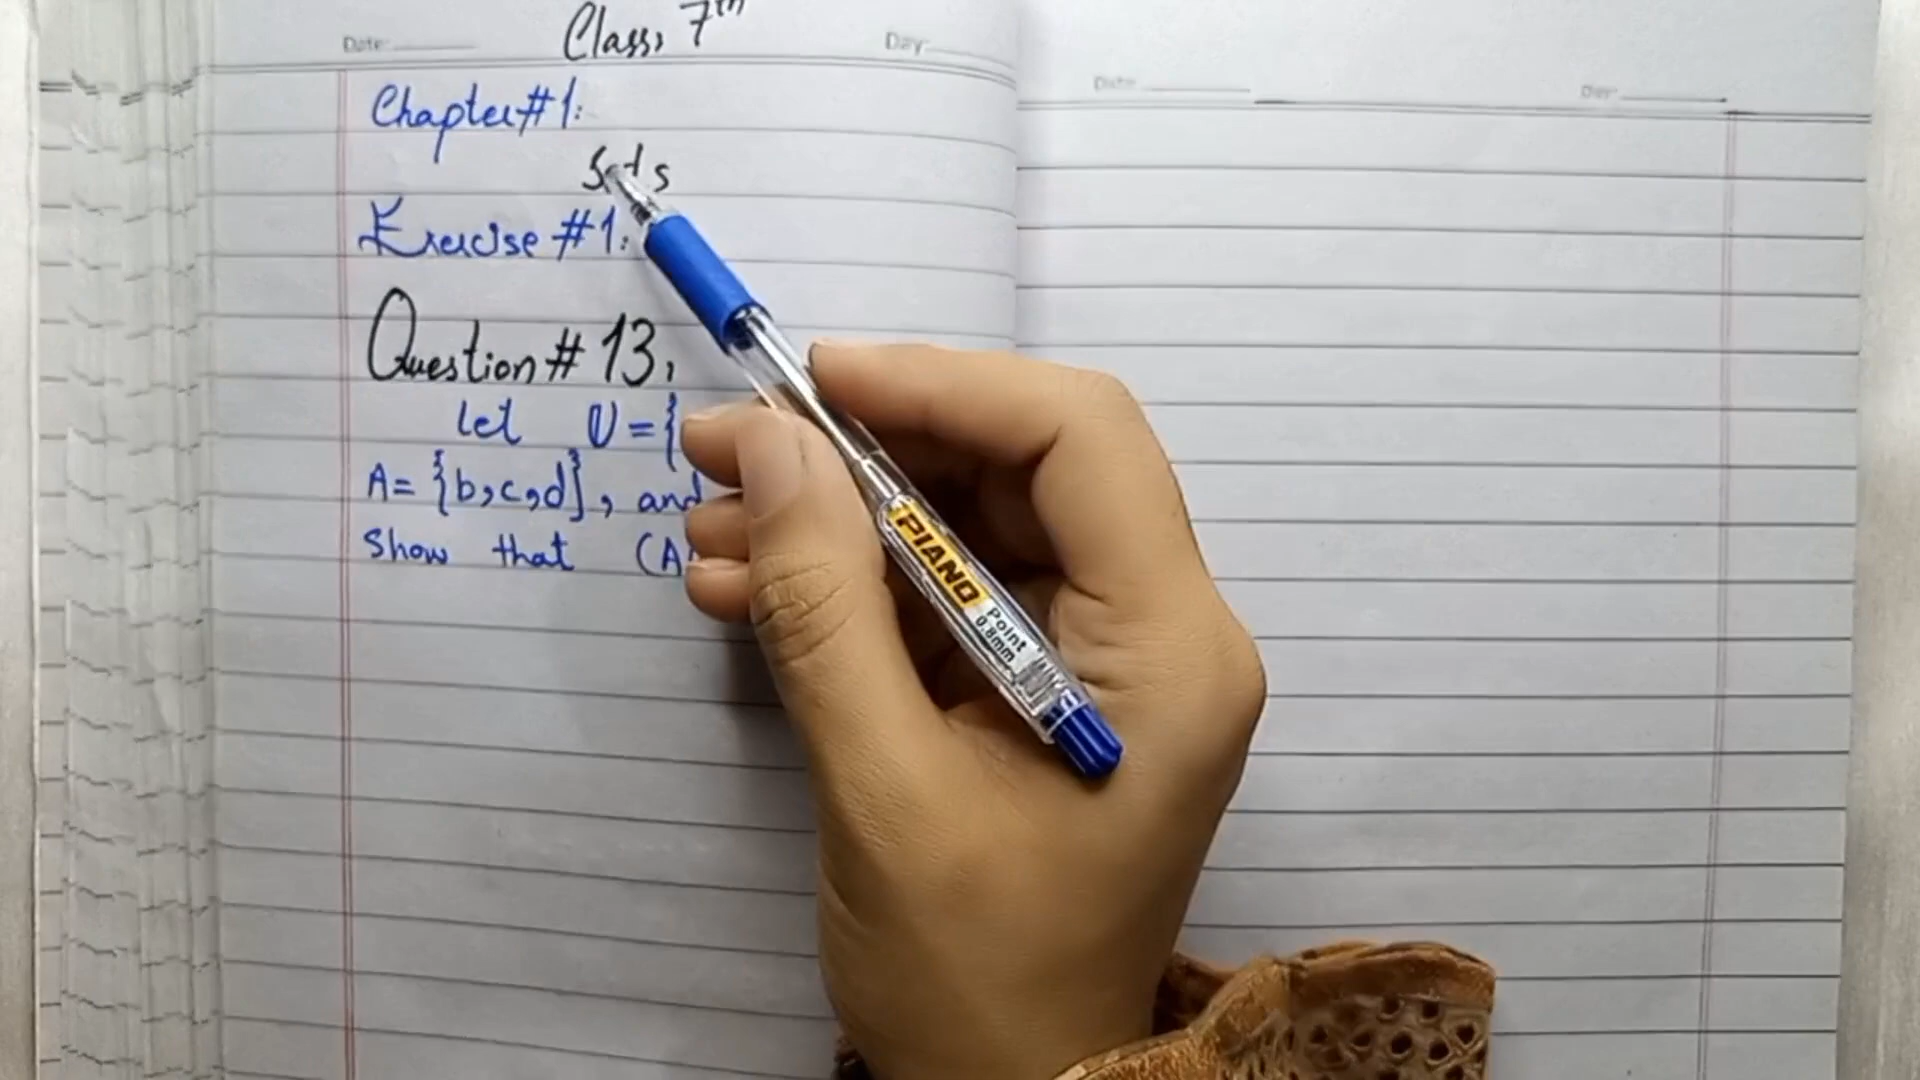 Class, 7th
Date:
Day:
Chapter#1:
Sets
Exercise #1:
Question# 13,
let U={
A={b,c,d}, and
Show that (A
Date:
Day:
PIANO
Point
0.8mm